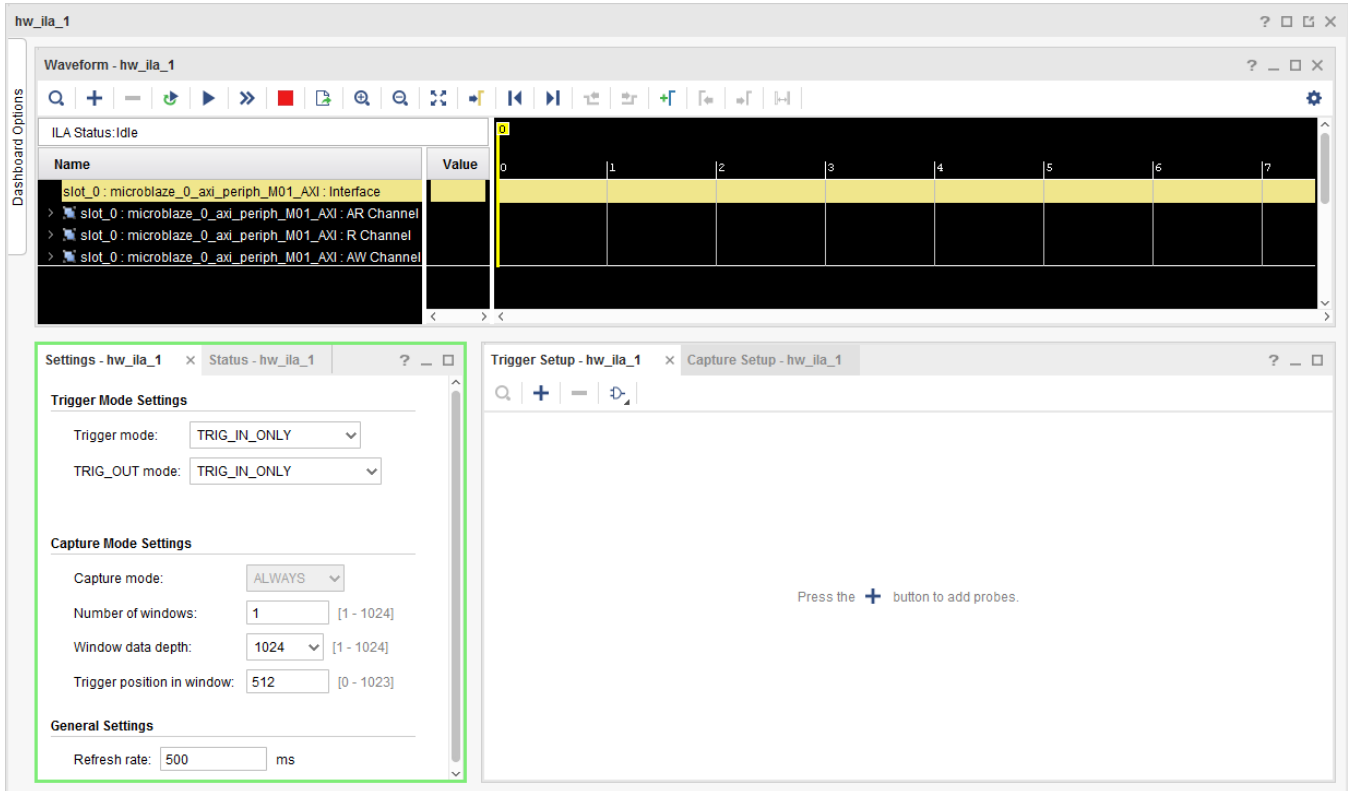 hw_ila_1
Dashboard Options
Waveform - hw_ila_1
ILA Status:Idle
Name Value
0
0 1 2 3 4 5 6 7
slot_0 : microblaze_0_axi_periph_M01_AXI : Interface
slot_0 : microblaze_0_axi_periph_M01_AXI : AR Channel
slot_0 : microblaze_0_axi_periph_M01_AXI : R Channel
slot_0 : microblaze_0_axi_periph_M01_AXI : AW Channel
Settings - hw_ila_1 Status - hw_ila_1
Trigger Mode Settings
Trigger mode: TRIG_IN_ONLY
TRIG_OUT mode: TRIG_IN_ONLY
Capture Mode Settings
Capture mode: ALWAYS
Number of windows: 1 [1 - 1024]
Window data depth: 1024 [1 - 1024]
Trigger position in window: 512 [0 - 1023]
General Settings
Refresh rate: 500 ms
Trigger Setup - hw_ila_1 Capture Setup - hw_ila_1
Press the + button to add probes.